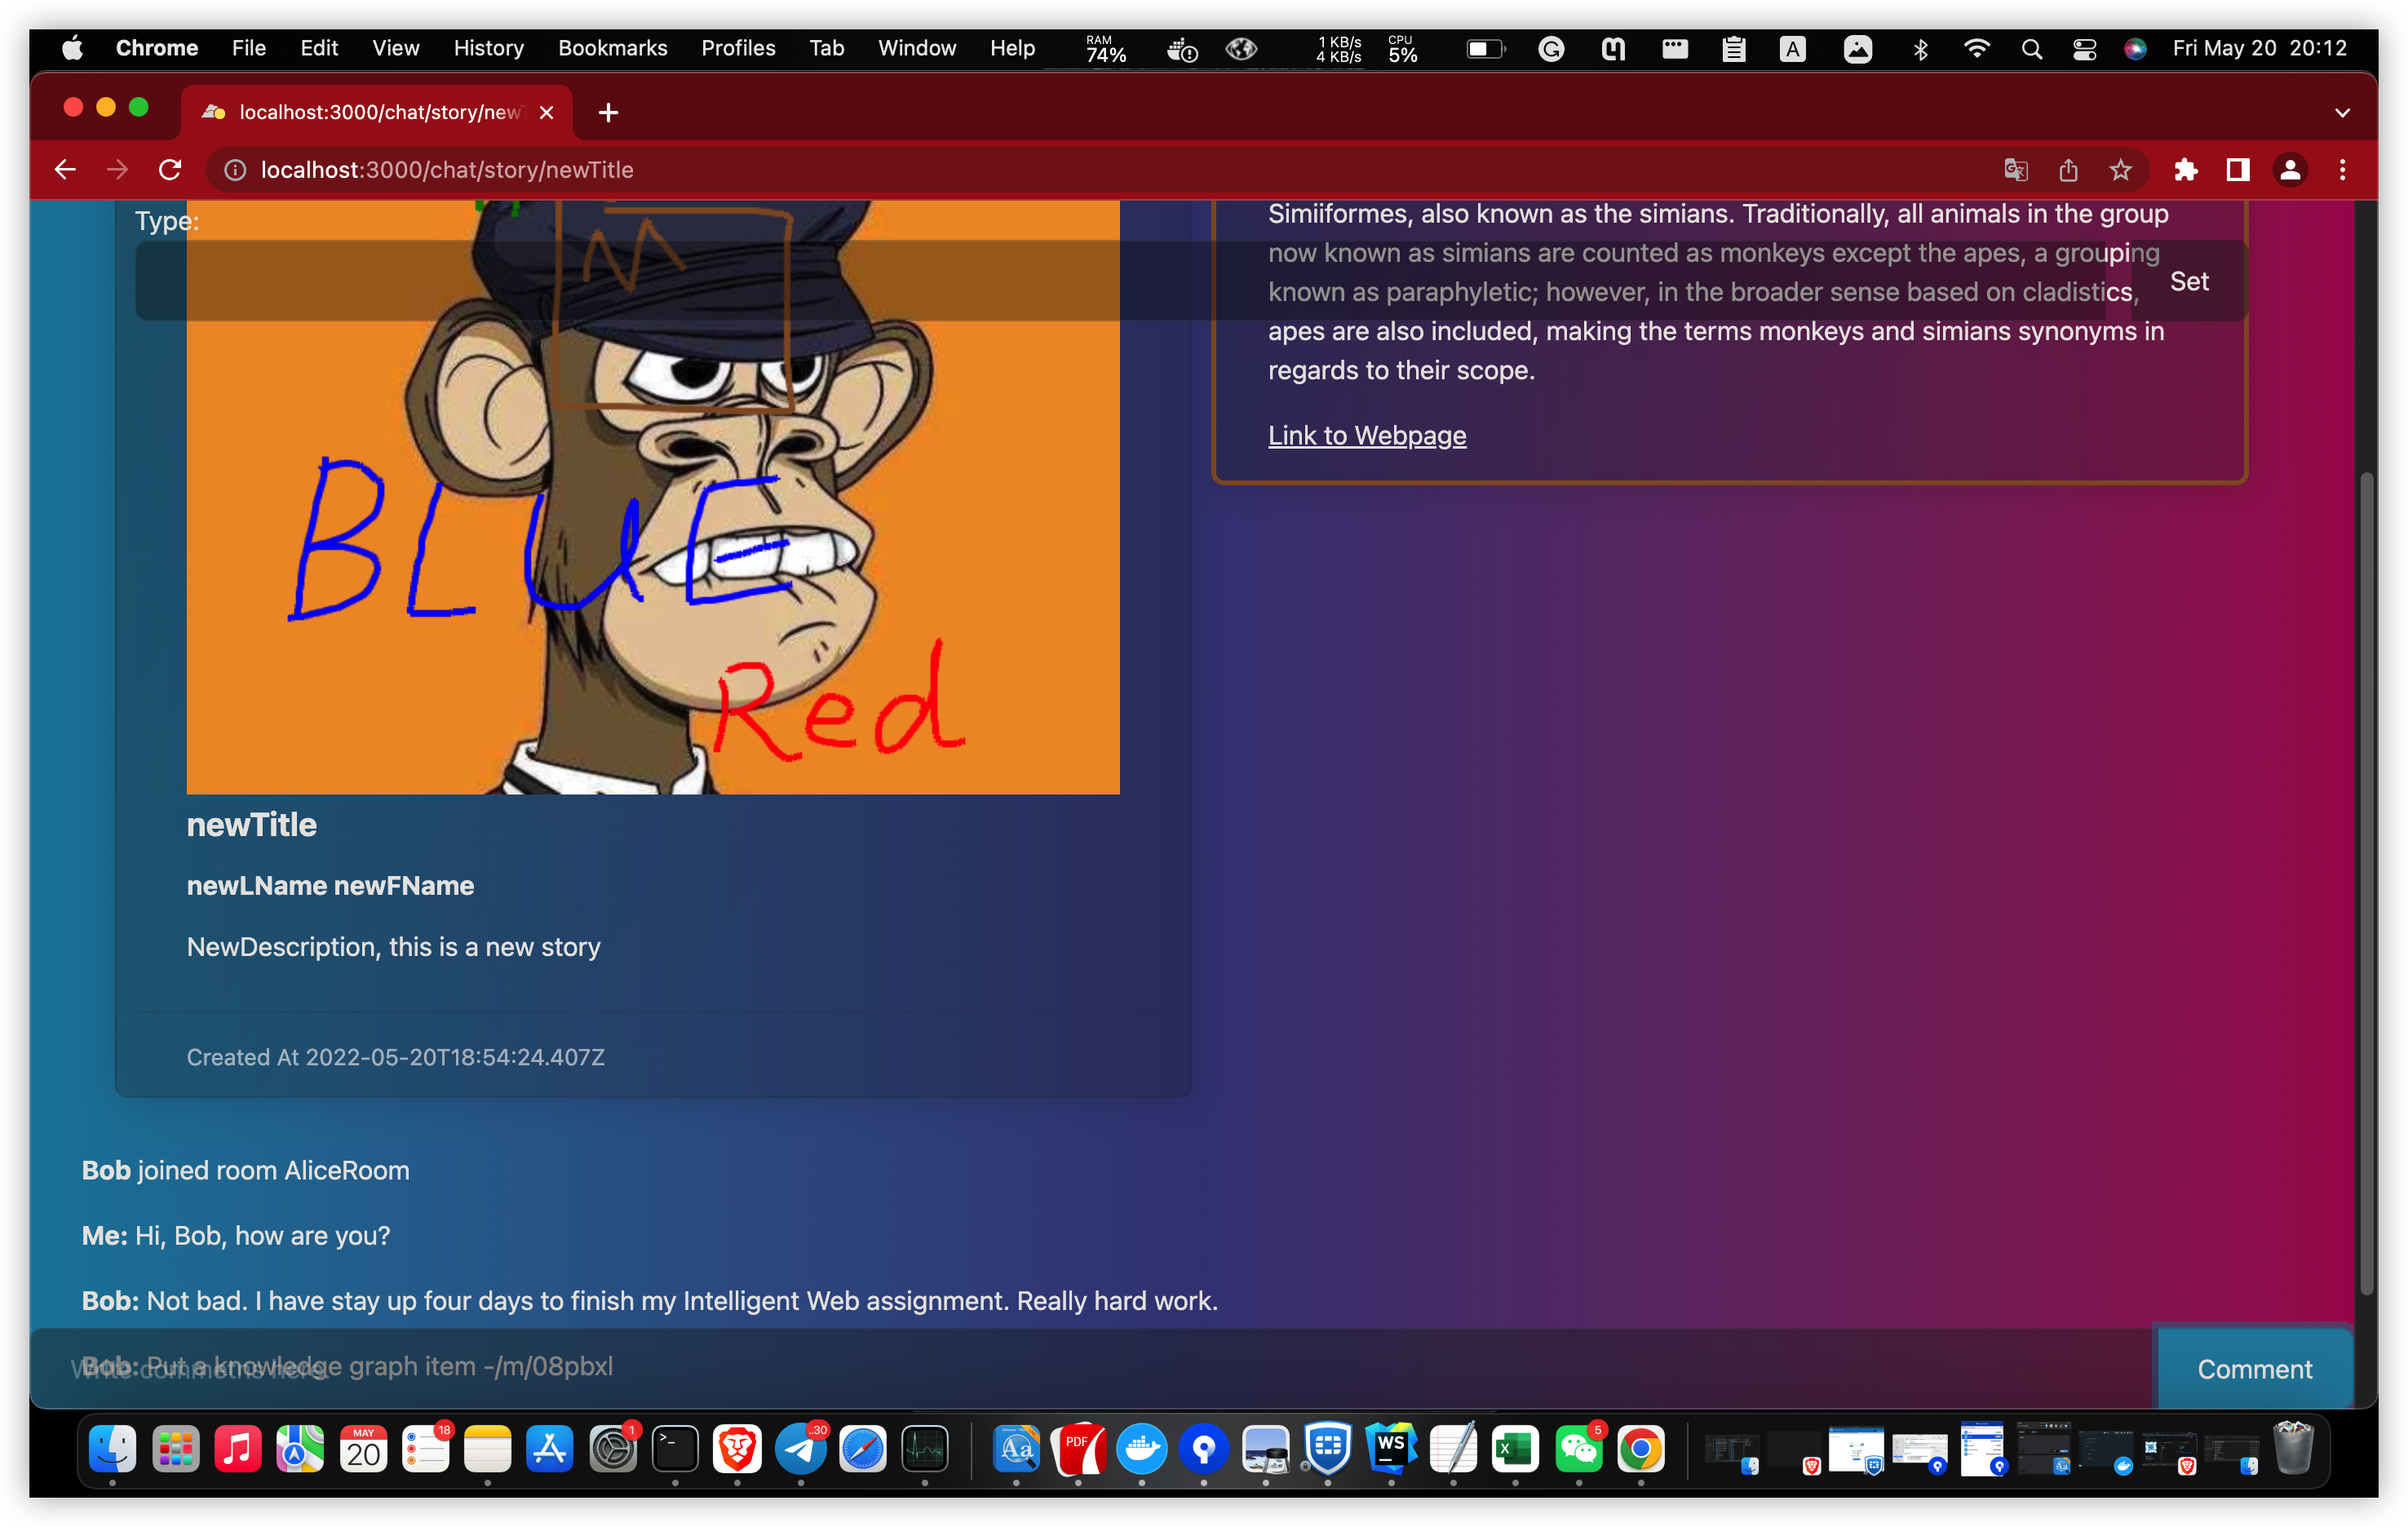 Chrome File Edit View History Bookmarks Profiles Tab Window Help RAM 74% 1 KB/s 4 KB/s CPU 5% A Fri May 20 20:12
localhost:3000/chat/story/new
localhost:3000/chat/story/newTitle
Type:
Set
M
BLUE
Red
Simiiformes, also known as the simians. Traditionally, all animals in the group
now known as simians are counted as monkeys except the apes, a grouping
known as paraphyletic; however, in the broader sense based on cladistics,
apes are also included, making the terms monkeys and simians synonyms in
regards to their scope.
Link to Webpage
newTitle
newLName newFName
NewDescription, this is a new story
Created At 2022-05-20T18:54:24.407Z
Bob joined room AliceRoom
Me: Hi, Bob, how are you?
Bob: Not bad. I have stay up four days to finish my Intelligent Web assignment. Really hard work.
Bob: Put a knowledge graph item -/m/08pbxl
Comment
MAY 20 18 1 >_ ..30 Aa PDF WS X 5